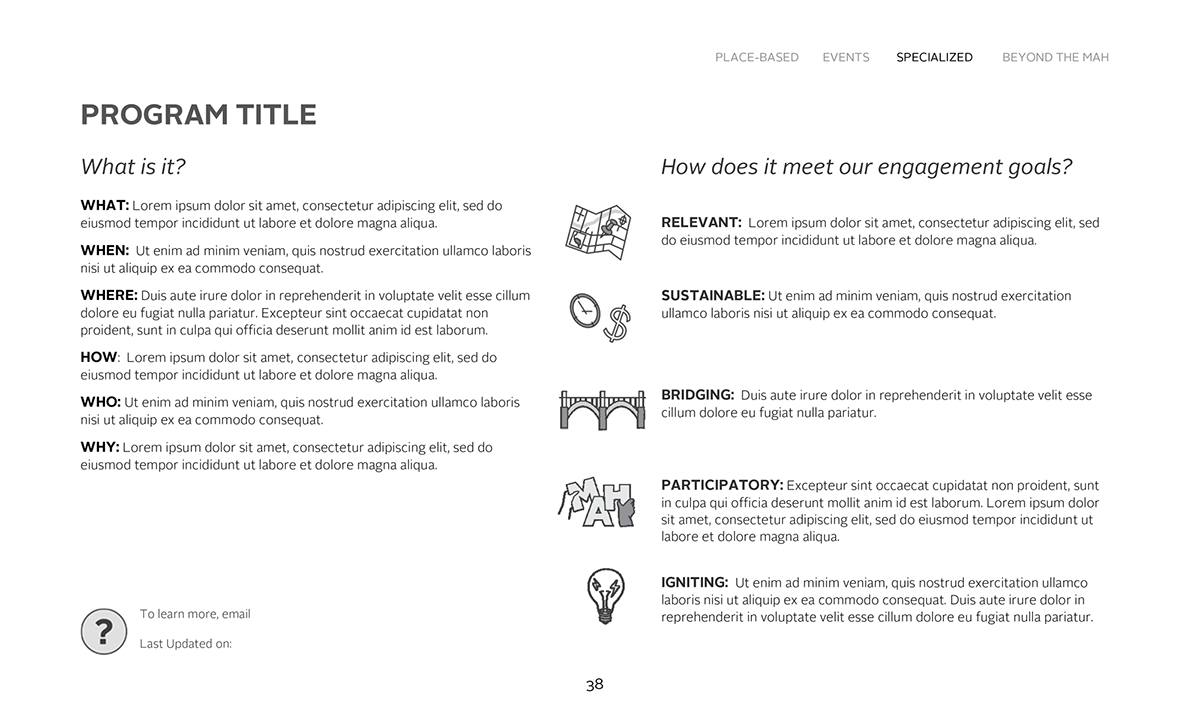 PLACE-BASED EVENTS SPECIALIZED BEYOND THE MAH
PROGRAM TITLE
What is it?
WHAT: Lorem ipsum dolor sit amet, consectetur adipiscing elit, sed do
eiusmod tempor incididunt ut labore et dolore magna aliqua.
WHEN: Ut enim ad minim veniam, quis nostrud exercitation ullamco laboris
nisi ut aliquip ex ea commodo consequat.
WHERE: Duis aute irure dolor in reprehenderit in voluptate velit esse cillum
dolore eu fugiat nulla pariatur. Excepteur sint occaecat cupidatat non
proident, sunt in culpa qui officia deserunt mollit anim id est laborum.
HOW: Lorem ipsum dolor sit amet, consectetur adipiscing elit, sed do
eiusmod tempor incididunt ut labore et dolore magna aliqua.
WHO: Ut enim ad minim veniam, quis nostrud exercitation ullamco laboris
nisi ut aliquip ex ea commodo consequat.
WHY: Lorem ipsum dolor sit amet, consectetur adipiscing elit, sed do
eiusmod tempor incididunt ut labore et dolore magna aliqua.
?
To learn more, email
Last Updated on:
How does it meet our engagement goals?
RELEVANT: Lorem ipsum dolor sit amet, consectetur adipiscing elit, sed
do eiusmod tempor incididunt ut labore et dolore magna aliqua.
$
SUSTAINABLE: Ut enim ad minim veniam, quis nostrud exercitation
ullamco laboris nisi ut aliquip ex ea commodo consequat.
BRIDGING: Duis aute irure dolor in reprehenderit in voluptate velit esse
cillum dolore eu fugiat nulla pariatur.
MAH
PARTICIPATORY: Excepteur sint occaecat cupidatat non proident, sunt
in culpa qui officia deserunt mollit anim id est laborum. Lorem ipsum dolor
sit amet, consectetur adipiscing elit, sed do eiusmod tempor incididunt ut
labore et dolore magna aliqua.
IGNITING: Ut enim ad minim veniam, quis nostrud exercitation ullamco
laboris nisi ut aliquip ex ea commodo consequat. Duis aute irure dolor in
reprehenderit in voluptate velit esse cillum dolore eu fugiat nulla pariatur.
38